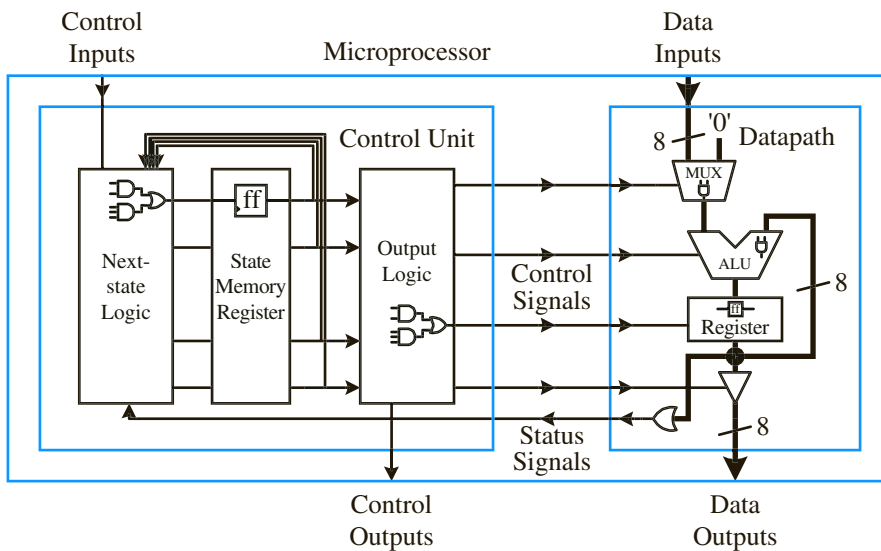 Control
Inputs
Microprocessor
Data
Inputs
Control Unit
8
'0'
Datapath
MUX
ff
Next-
state
Logic
State
Memory
Register
Output
Logic
ALU
Control
Signals
8
ff
Register
Status
Signals
8
Control
Outputs
Data
Outputs